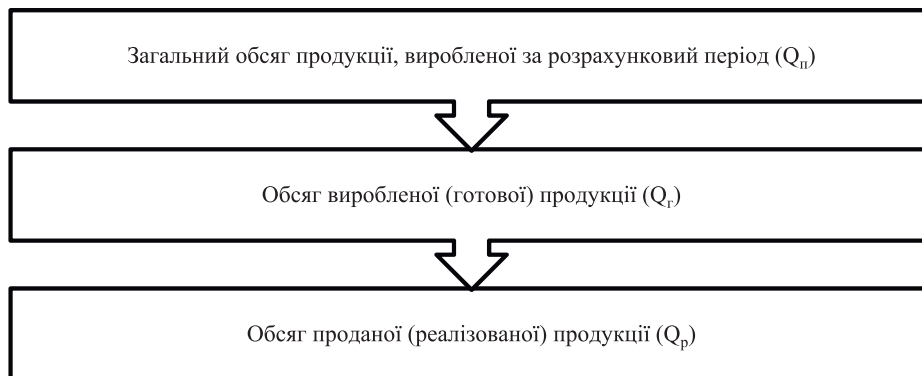 Загальний обсяг продукції, виробленої за розрахунковий період (Qп)
Обсяг виробленої (готової) продукції (Qг)
Обсяг проданої (реалізованої) продукції (Qр)